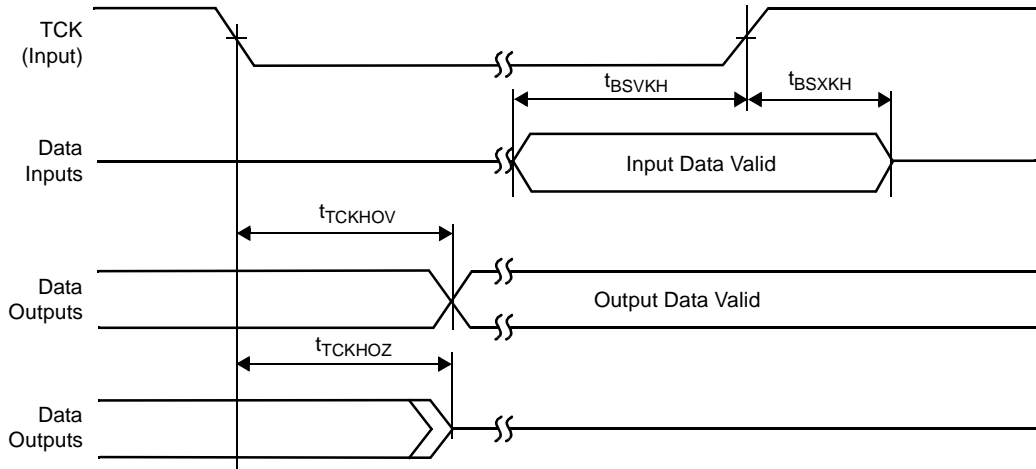 TCK
(Input)
tBSVKH
tBSXKH
Data
Inputs
Input Data Valid
tTCKHOV
Data
Outputs
Output Data Valid
tTCKHOZ
Data
Outputs